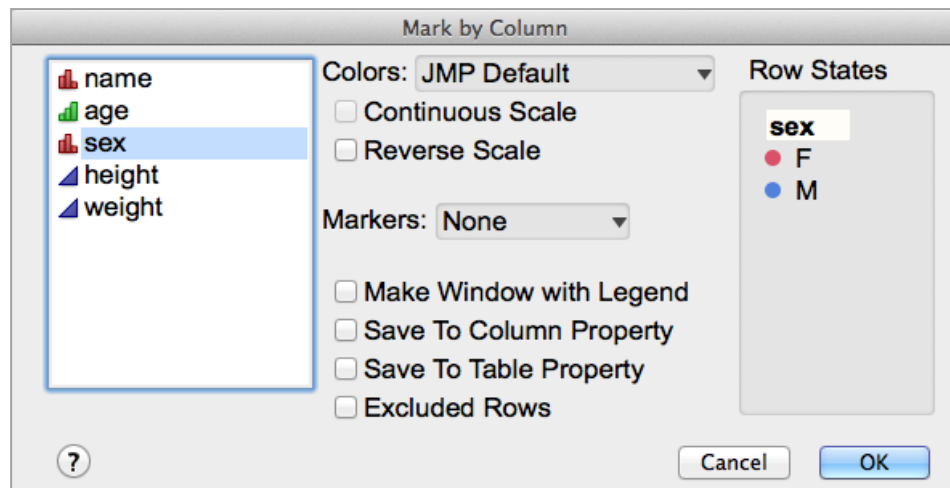 Mark by Column
name
age
sex
height
weight
Colors: JMP Default
Continuous Scale
Reverse Scale
Markers: None
Make Window with Legend
Save To Column Property
Save To Table Property
Excluded Rows
Row States
sex
F
M
?
Cancel
OK